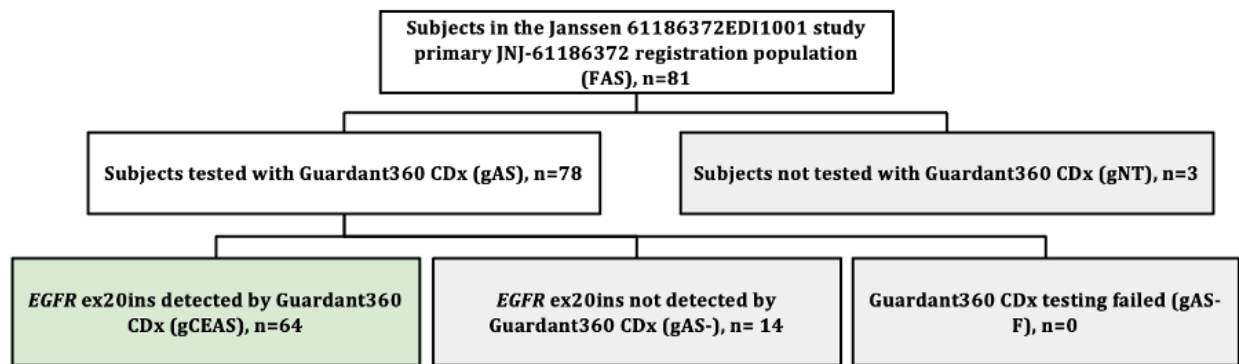 Subjects in the Janssen 61186372EDI1001 study
primary JNJ-61186372 registration population
(FAS), n=81
Subjects tested with Guardant360 CDx (gAS), n=78
Subjects not tested with Guardant360 CDx (gNT), n=3
EGFR ex20ins detected by Guardant360
CDx (gCEAS), n=64
EGFR ex20ins not detected by
Guardant360 CDx (gAS-), n= 14
Guardant360 CDx testing failed (gAS-
F), n=0